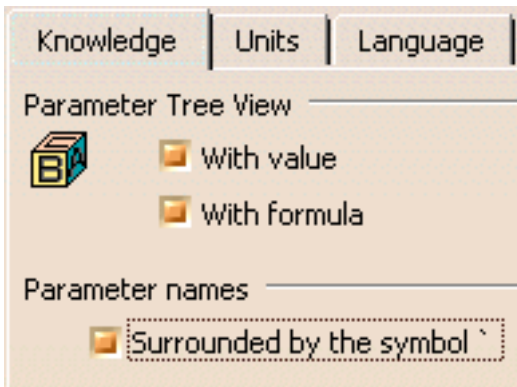 Knowledge Units Language
Parameter Tree View
B A
With value
With formula
Parameter names
Surrounded by the symbol `